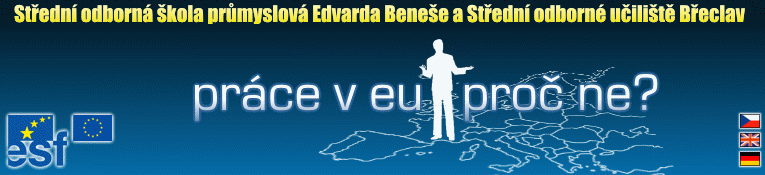 Střední odborná škola průmyslová Edvarda Beneše a Střední odborné učiliště Břeclav
práce v eu proč ne?
esf